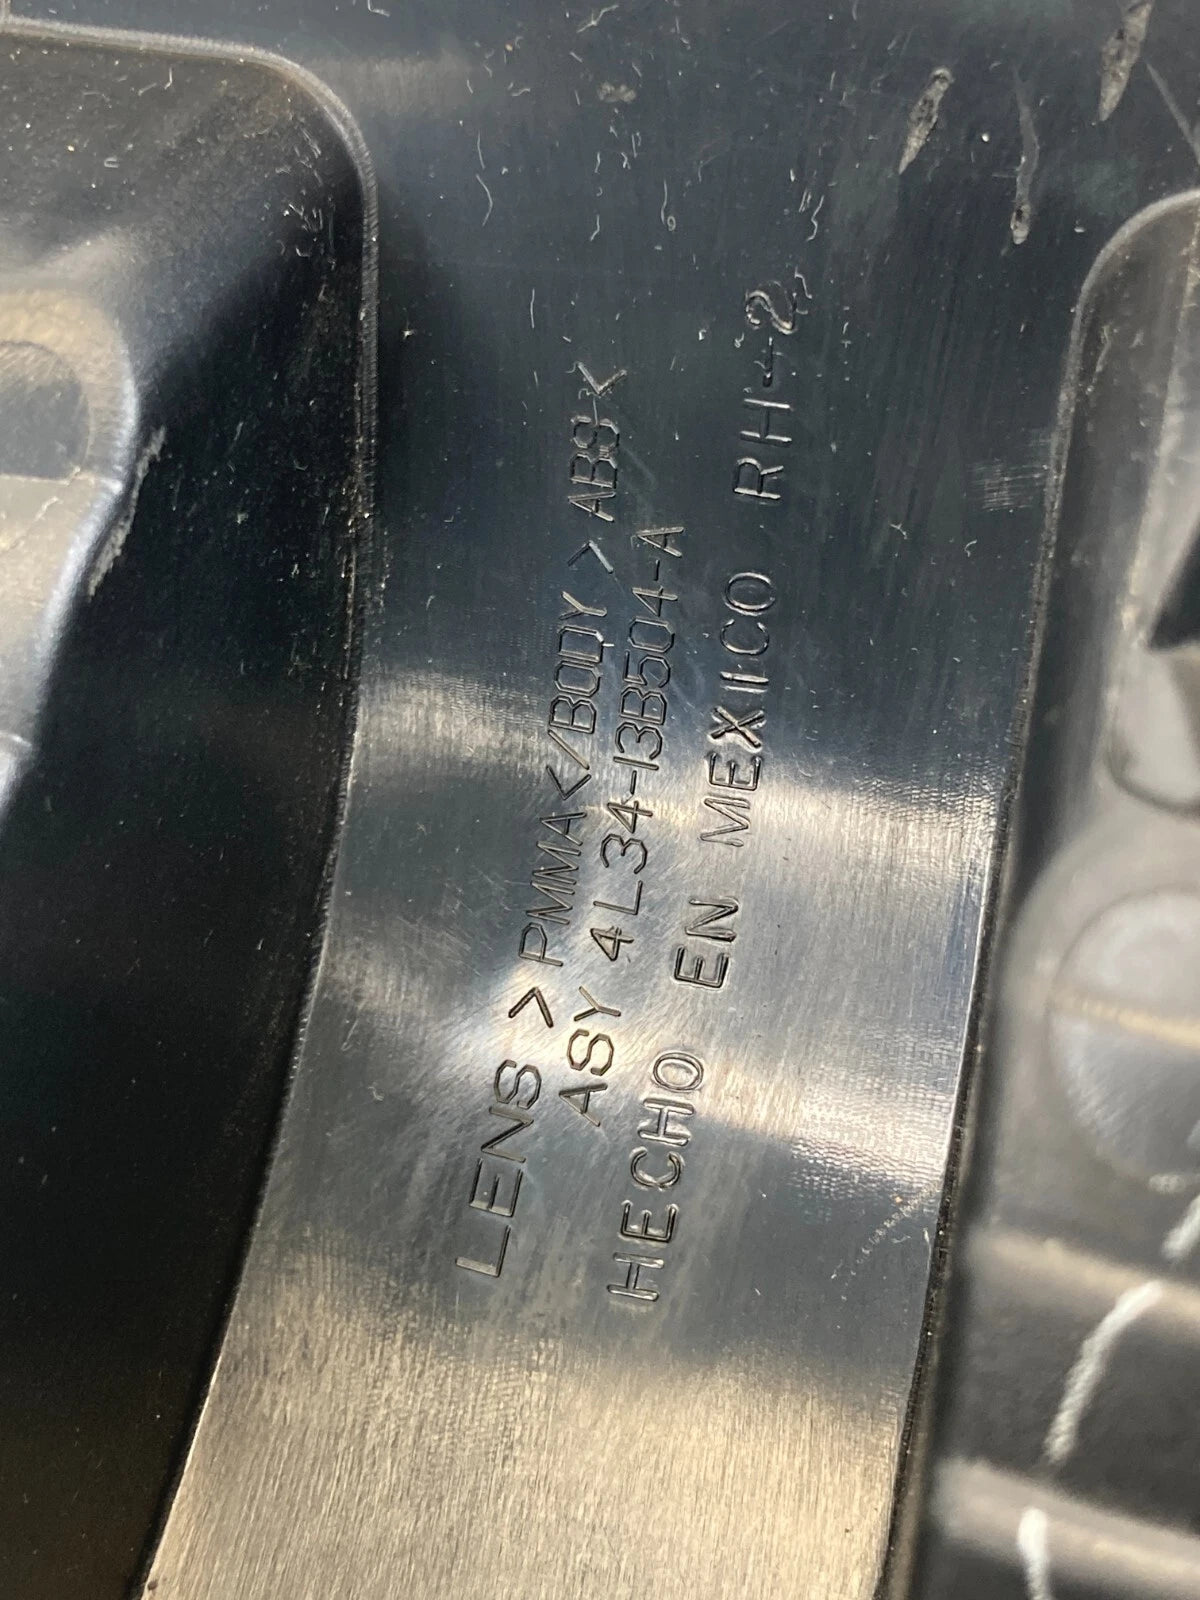 LENS >PMMA</BODY >ABS<
ASY 4L34-13B504-A
HECHO EN MEXICO RH-2